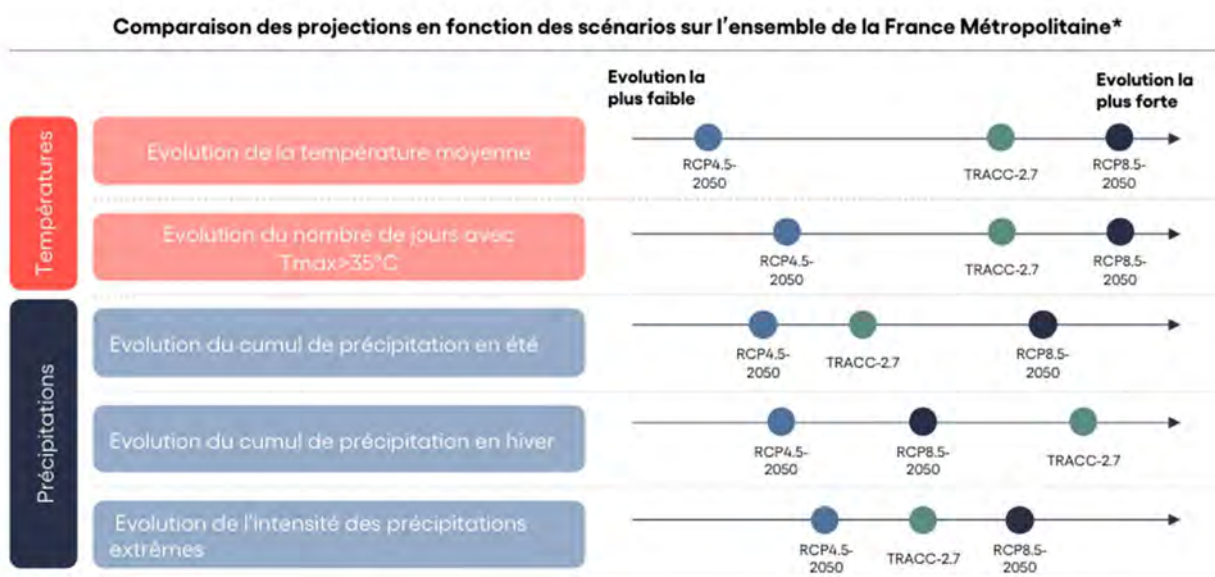 Comparaison des projections en fonction des scénarios sur l'ensemble de la France Métropolitaine*
Evolution la
plus faible
Evolution la
plus forte
Températures
Evolution de la température moyenne
RCP4.5-
2050
TRACC-2.7
RCP8.5-
2050
Evolution du nombre de jours avec
Tmax>35°C
RCP4.5-
2050
TRACC-2.7
RCP8.5-
2050
Précipitations
Evolution du cumul de précipitation en été
RCP4.5-
2050
TRACC-2.7
RCP8.5-
2050
Evolution du cumul de précipitation en hiver
RCP4.5-
2050
RCP8.5-
2050
TRACC-2.7
Evolution de l'intensité des précipitations
extrêmes
RCP4.5-
2050
TRACC-2.7
RCP8.5-
2050